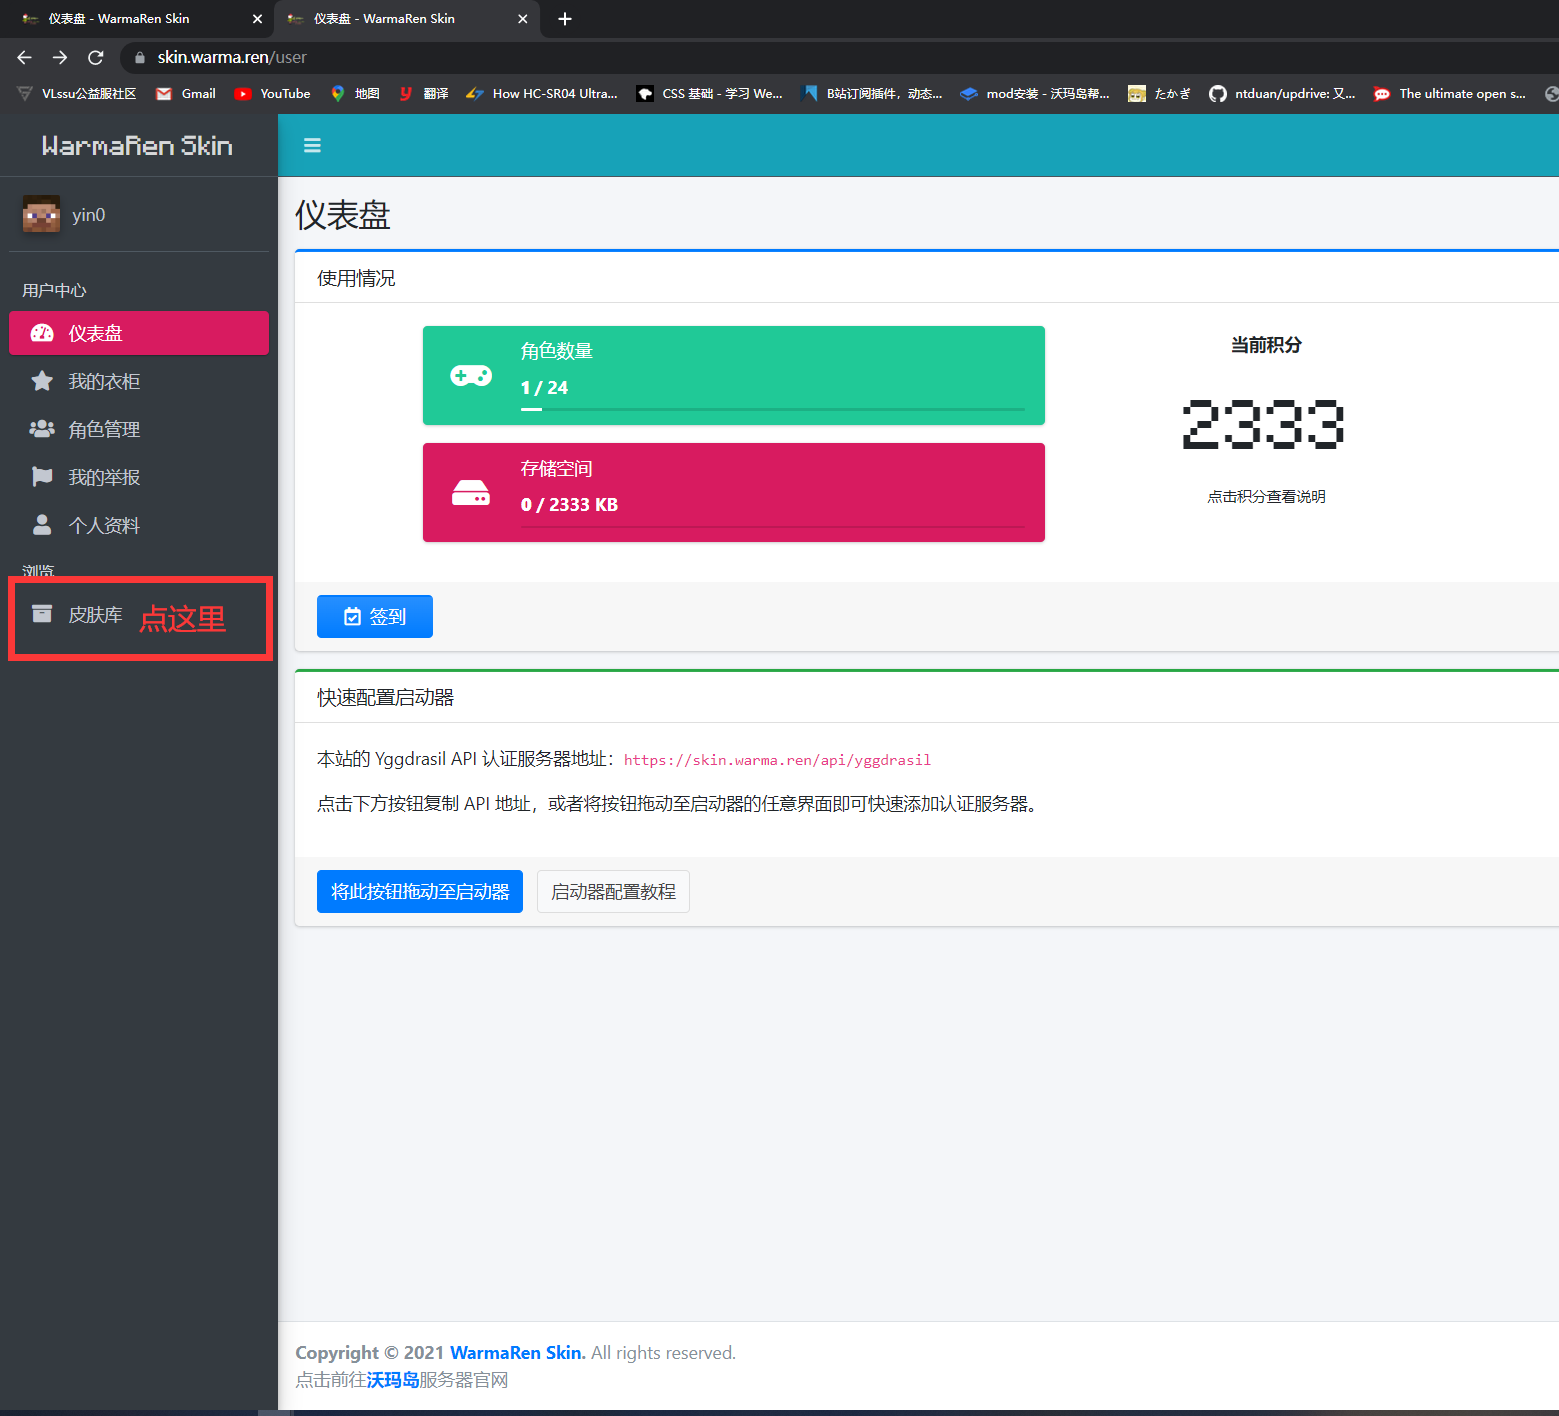 仪表盘 - WarmaRen Skin
仪表盘 - WarmaRen Skin
skin.warma.ren/user
VLssu公益服社区
Gmail
YouTube
地图
翻译
How HC-SR04 Ultra...
CSS 基础 - 学习 We...
B站订阅插件，动态...
mod安装 - 沃玛岛帮...
たかぎ
ntduan/updrive: 又...
The ultimate open s...
WarmaRen Skin
yin0
用户中心
仪表盘
我的衣柜
角色管理
我的举报
个人资料
浏览
皮肤库 点这里
仪表盘
使用情况
角色数量
1 / 24
存储空间
0 / 2333 KB
当前积分
2333
点击积分查看说明
签到
快速配置启动器
本站的 Yggdrasil API 认证服务器地址：https://skin.warma.ren/api/yggdrasil
点击下方按钮复制 API 地址，或者将按钮拖动至启动器的任意界面即可快速添加认证服务器。
将此按钮拖动至启动器
启动器配置教程
Copyright © 2021 WarmaRen Skin. All rights reserved.
点击前往沃玛岛服务器官网